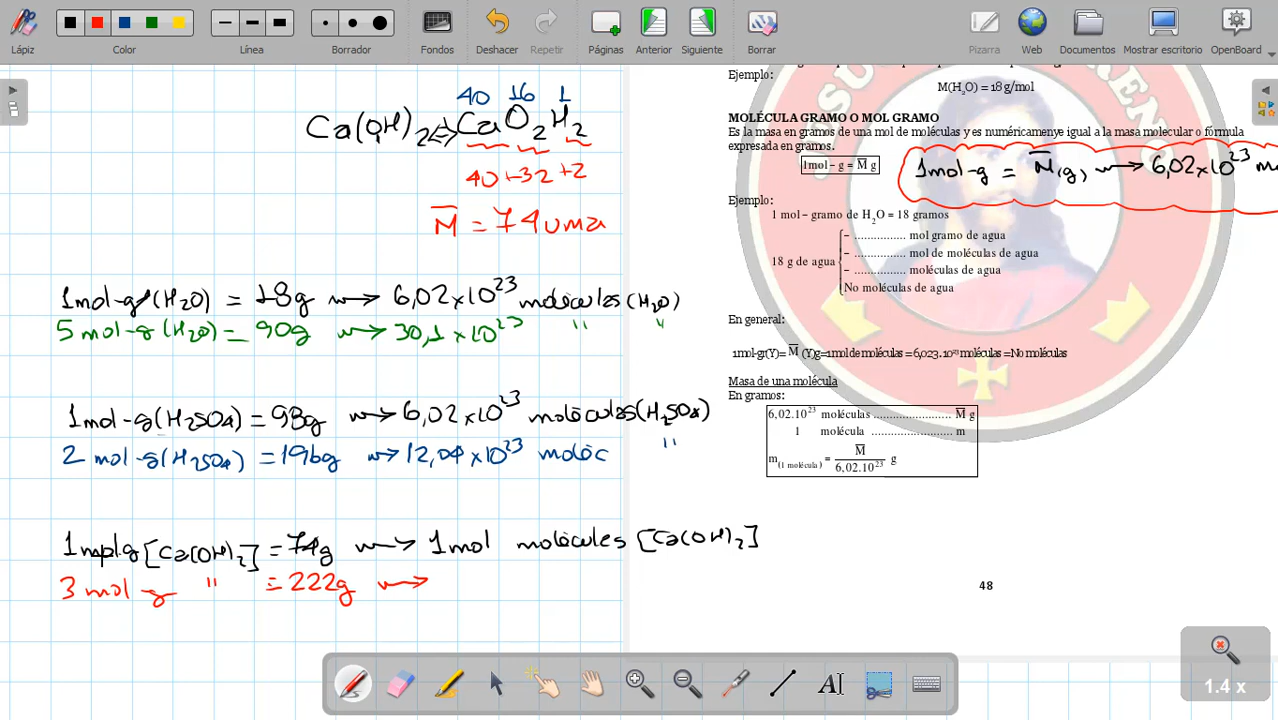 Lápiz
Color
Línea
Borrador
Fondos
Deshacer
Repetir
Páginas
Anterior
Siguiente
Borrar
Pizarra
Web
Documentos
Mostrar escritorio
OpenBoard
40 16 1
Ca(OH)2 <=> CaO2H2
40+32+2
M̅ = 74 uma
1mol-g(H2O) = 18g → 6,02x10^23 moléculas (H2O)
5 mol-g(H2O) = 90g → 30,1x10^23 " "
1mol-g(H2SO4) = 98g → 6,02x10^23 moléculas(H2SO4)
2 mol-g(H2SO4) = 196g → 12,04x10^23 moléc "
1mol.g[Ca(OH)2] = 74g → 1mol moléculas [Ca(OH)2]
3 mol-g " = 222g →
Ejemplo:
M(H2O) = 18 g/mol
MOLÉCULA GRAMO O MOL GRAMO
Es la masa en gramos de una mol de moléculas y es numéricamenye igual a la masa molecular o fórmula
expresada en gramos.
1mol – g = M̅ g
1mol-g = M̅(g) → 6,02x10^23
Ejemplo:
1 mol – gramo de H2O = 18 gramos
18 g de agua
– ................ mol gramo de agua
– ................ mol de moléculas de agua
– ................ moléculas de agua
No moléculas de agua
En general:
1mol-gr(Y)= M̅ (Y)g=1mol de moléculas = 6,023.10^23 moléculas = No moléculas
Masa de una molécula
En gramos:
6,02.10^23 moléculas ........................ M̅ g
1 molécula ......................... m
m(1 molécula) = M̅ / 6,02.10^23 g
48
1.4 x